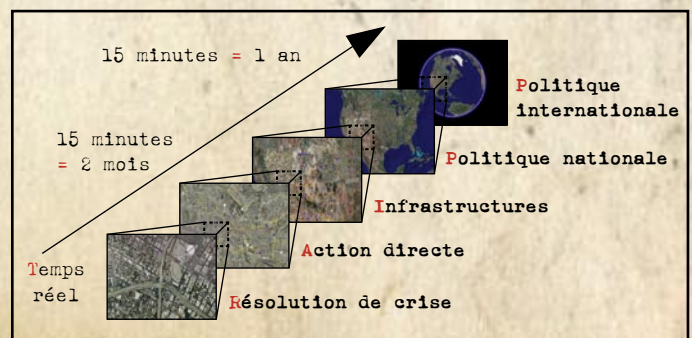 15 minutes = 1 an
Politique
internationale
15 minutes
= 2 mois
Politique nationale
Infrastructures
Action directe
Temps
réel
Résolution de crise